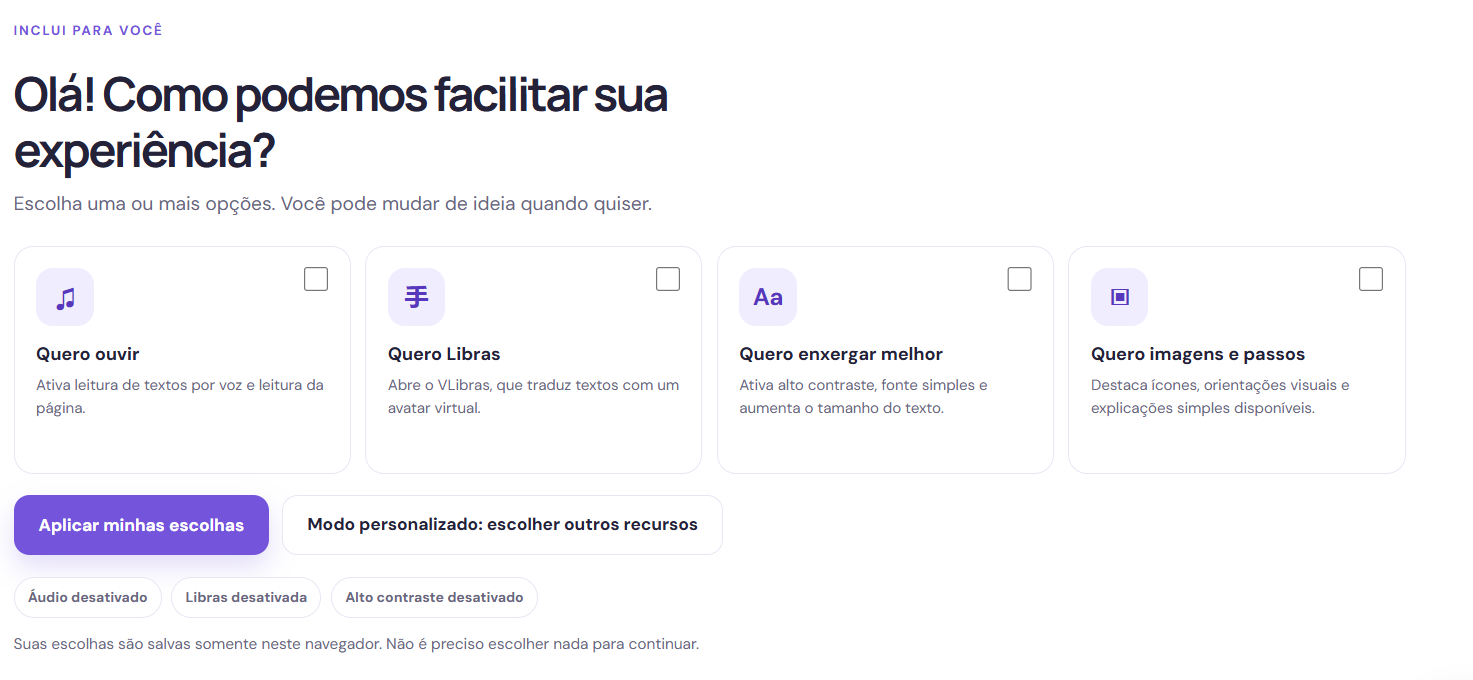 INCLUI PARA VOCÊ
Olá! Como podemos facilitar sua
experiência?
Escolha uma ou mais opções. Você pode mudar de ideia quando quiser.
♫
Quero ouvir
Ativa leitura de textos por voz e leitura da
página.
手
Quero Libras
Abre o VLibras, que traduz textos com um
avatar virtual.
Aa
Quero enxergar melhor
Ativa alto contraste, fonte simples e
aumenta o tamanho do texto.
▣
Quero imagens e passos
Destaca ícones, orientações visuais e
explicações simples disponíveis.
Aplicar minhas escolhas
Modo personalizado: escolher outros recursos
Áudio desativado
Libras desativada
Alto contraste desativado
Suas escolhas são salvas somente neste navegador. Não é preciso escolher nada para continuar.